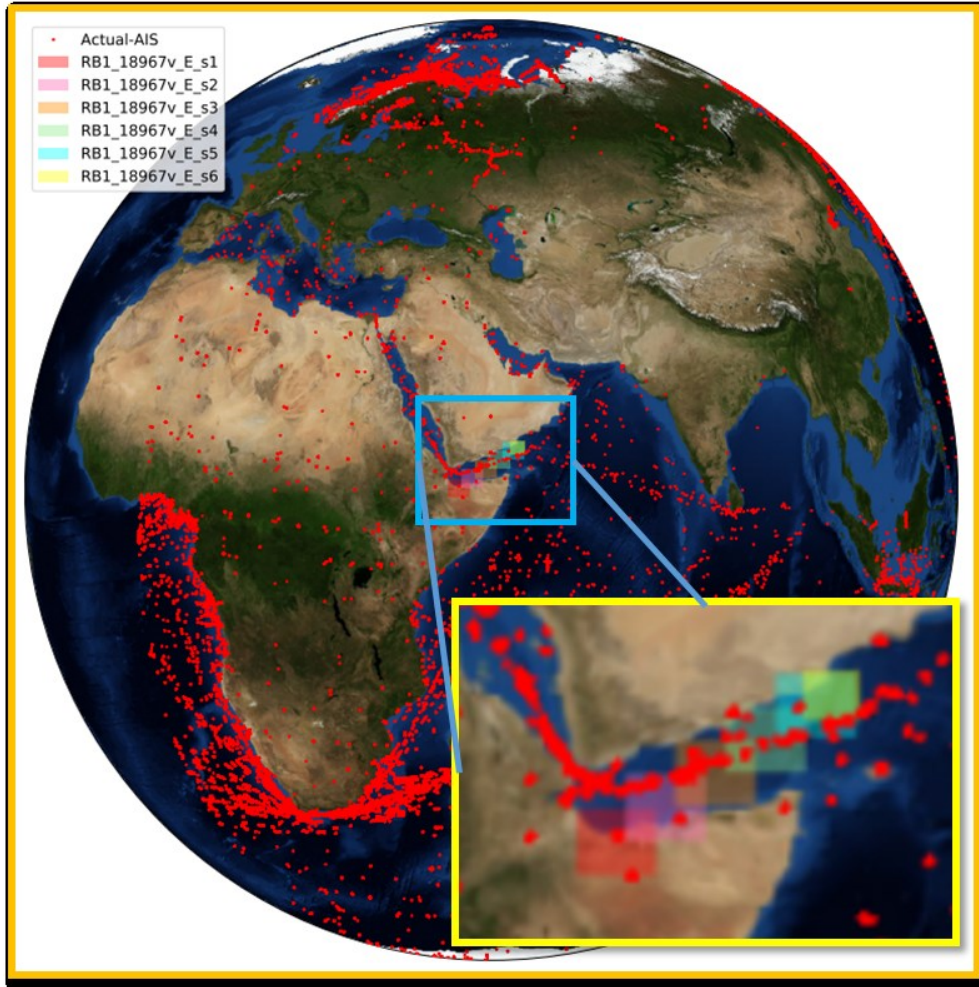 Actual-AIS
RB1_18967v_E_s1
RB1_18967v_E_s2
RB1_18967v_E_s3
RB1_18967v_E_s4
RB1_18967v_E_s5
RB1_18967v_E_s6